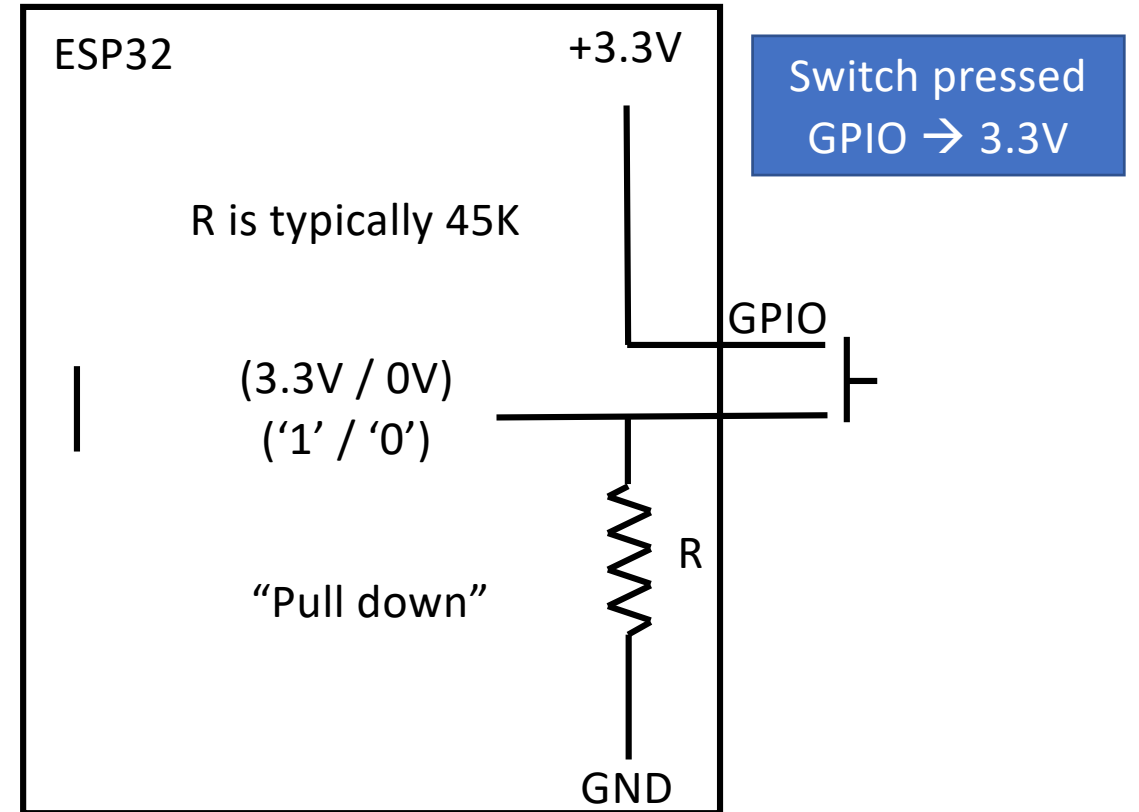 ESP32
+3.3V
Switch pressed
GPIO → 3.3V
R is typically 45K
GPIO
(3.3V / 0V)
(‘1’ / ‘0’)
R
“Pull down”
GND